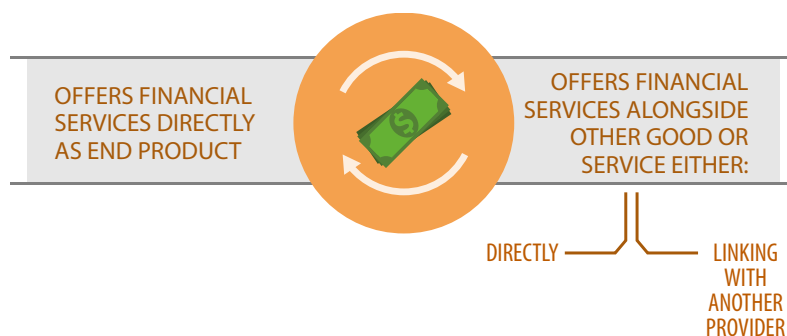 OFFERS FINANCIAL
SERVICES DIRECTLY
AS END PRODUCT
$
OFFERS FINANCIAL
SERVICES ALONGSIDE
OTHER GOOD OR
SERVICE EITHER:
DIRECTLY
LINKING
WITH
ANOTHER
PROVIDER